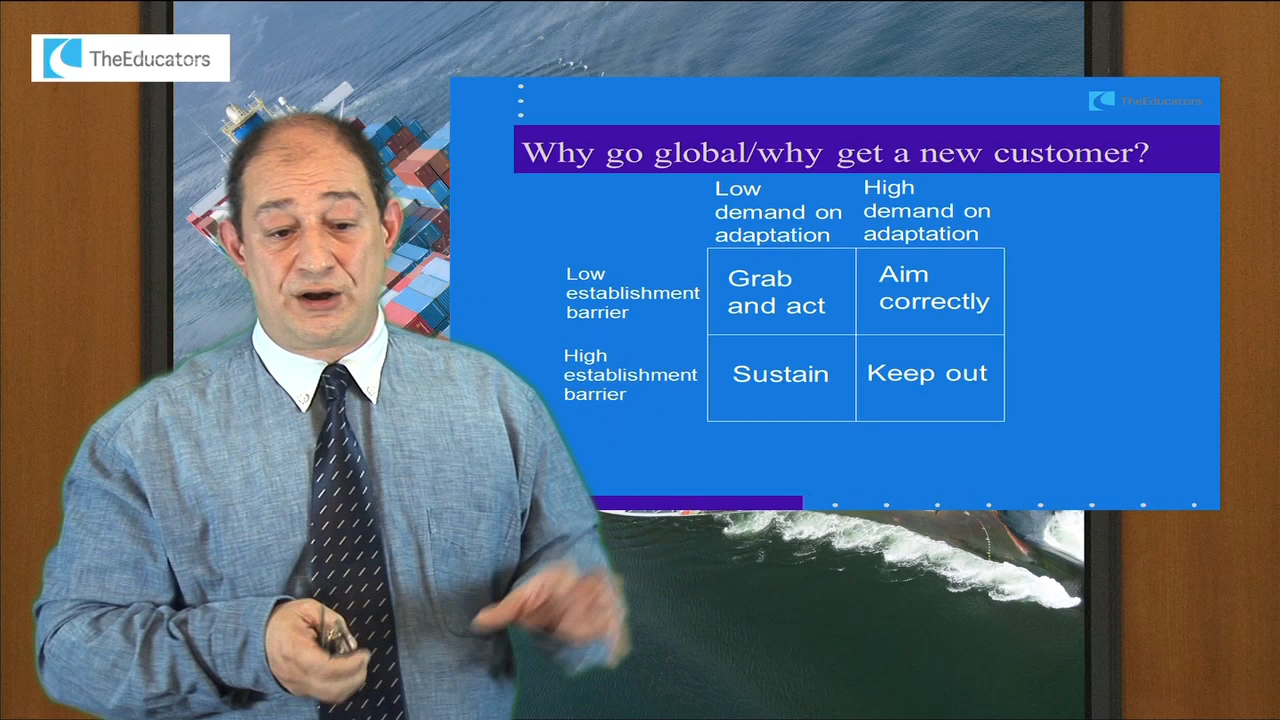 TheEducators
TheEducators
Why go global/why get a new customer?
Low
demand on
adaptation
High
demand on
adaptation
Low
establishment
barrier
Grab
and act
Aim
correctly
High
establishment
barrier
Sustain
Keep out